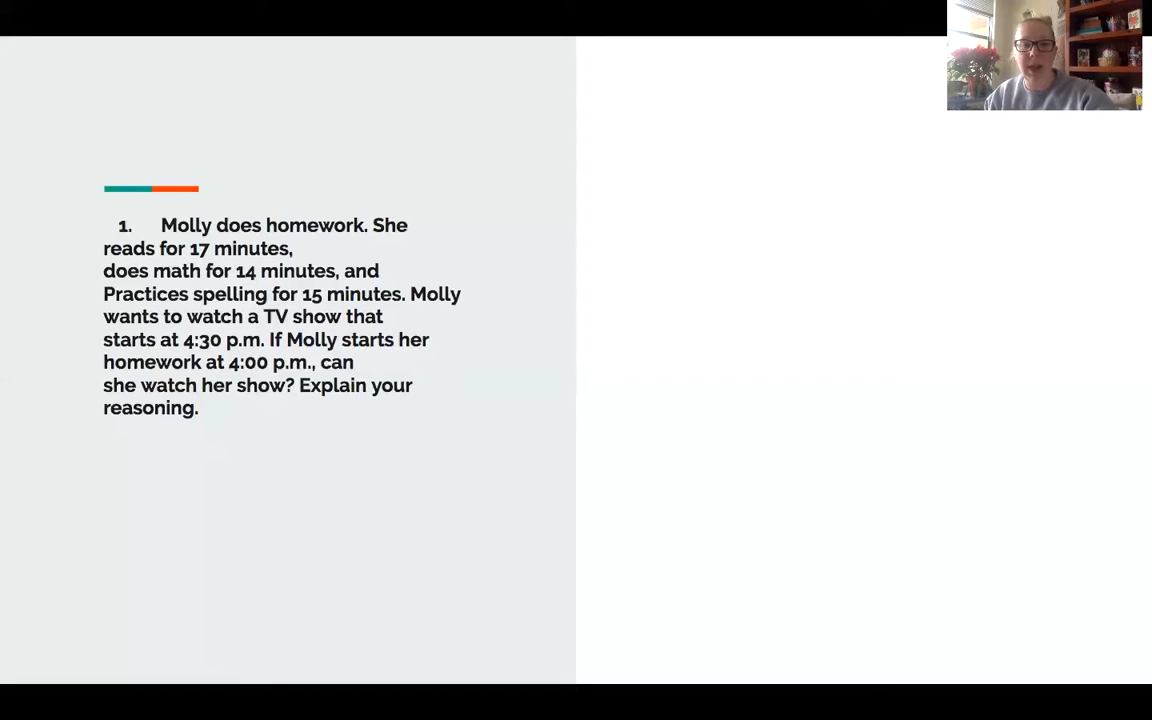 1. Molly does homework. She
reads for 17 minutes,
does math for 14 minutes, and
Practices spelling for 15 minutes. Molly
wants to watch a TV show that
starts at 4:30 p.m. If Molly starts her
homework at 4:00 p.m., can
she watch her show? Explain your
reasoning.